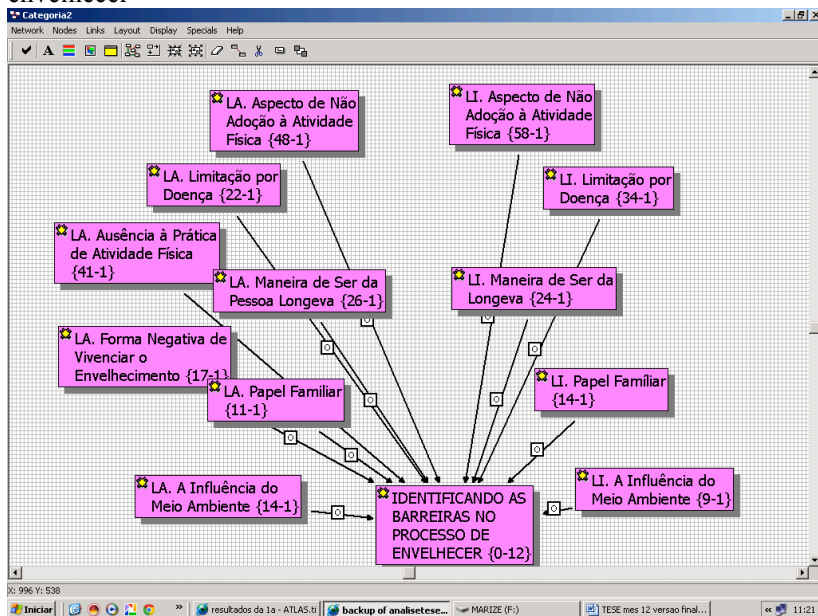 envelhecer
Categoria2
Network Nodes Links Layout Display Specials Help
A
LA. Aspecto de Não
Adoção à Atividade
Física {48-1}
LI. Aspecto de Não
Adoção à Atividade
Física {58-1}
LA. Limitação por
Doença {22-1}
LI. Limitação por
Doença {34-1}
LA. Ausência à Prática
de Atividade Física
{41-1}
LA. Maneira de Ser da
Pessoa Longeva {26-1}
LI. Maneira de Ser da
Longeva {24-1}
LA. Forma Negativa de
Vivenciar o
Envelhecimento {17-1}
LA. Papel Familiar
{11-1}
LI. Papel Famíliar
{14-1}
LA. A Influência do
Meio Ambiente {14-1}
LI. A Influência do
Meio Ambiente {9-1}
IDENTIFICANDO AS
BARREIRAS NO
PROCESSO DE
ENVELHECER {0-12}
X: 996 Y: 538
Iniciar
resultados da 1a - ATLAS.ti
backup of analisetese...
MARIZE (F:)
TESE mes 12 versao final...
11:21